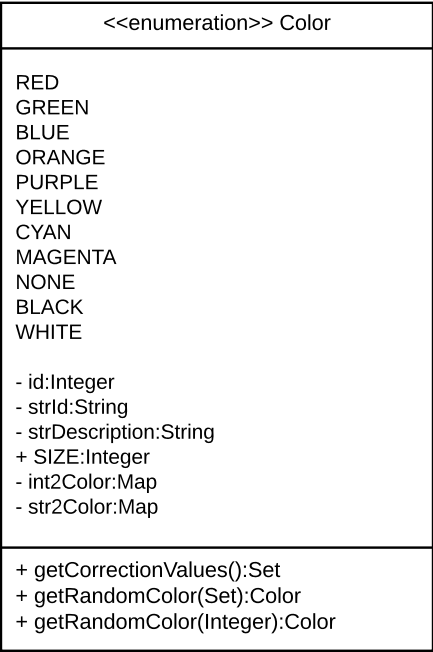 <<enumeration>> Color
RED
GREEN
BLUE
ORANGE
PURPLE
YELLOW
CYAN
MAGENTA
NONE
BLACK
WHITE
- id:Integer
- strId:String
- strDescription:String
+ SIZE:Integer
- int2Color:Map
- str2Color:Map
+ getCorrectionValues():Set
+ getRandomColor(Set):Color
+ getRandomColor(Integer):Color